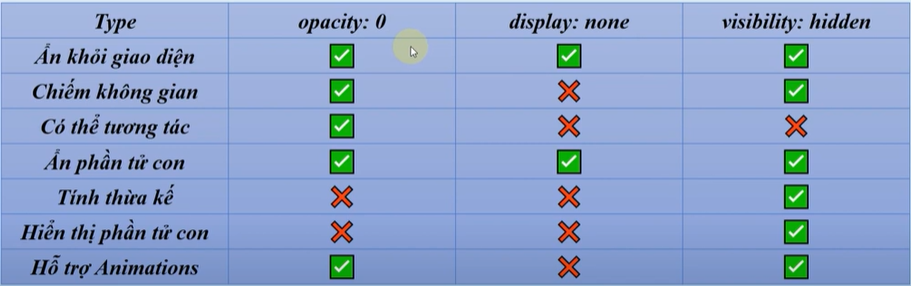 Type opacity: 0 display: none visibility: hidden
Ẩn khỏi giao diện
Chiếm không gian
Có thể tương tác
Ẩn phần tử con
Tính thừa kế
Hiển thị phần tử con
Hỗ trợ Animations